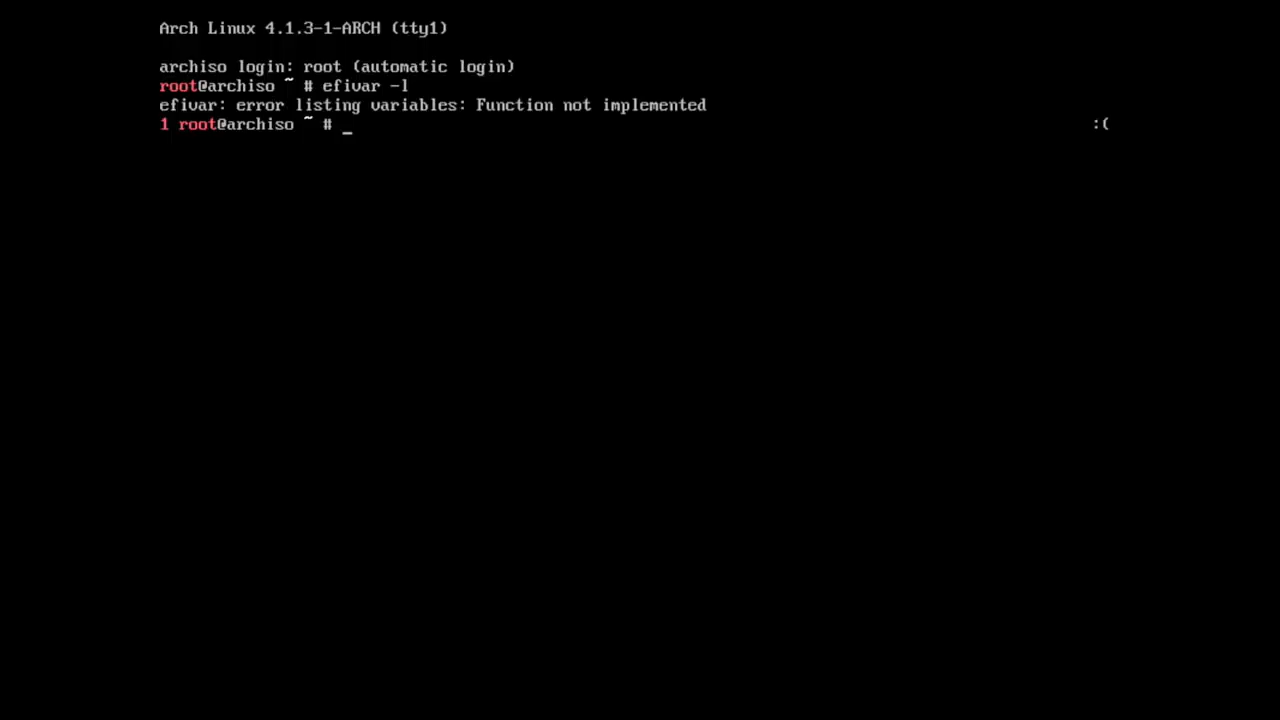 Arch Linux 4.1.3-1-ARCH (tty1)
archiso login: root (automatic login)
root@archiso ~ # efivar -l
efivar: error listing variables: Function not implemented
1 root@archiso ~ # _ :(